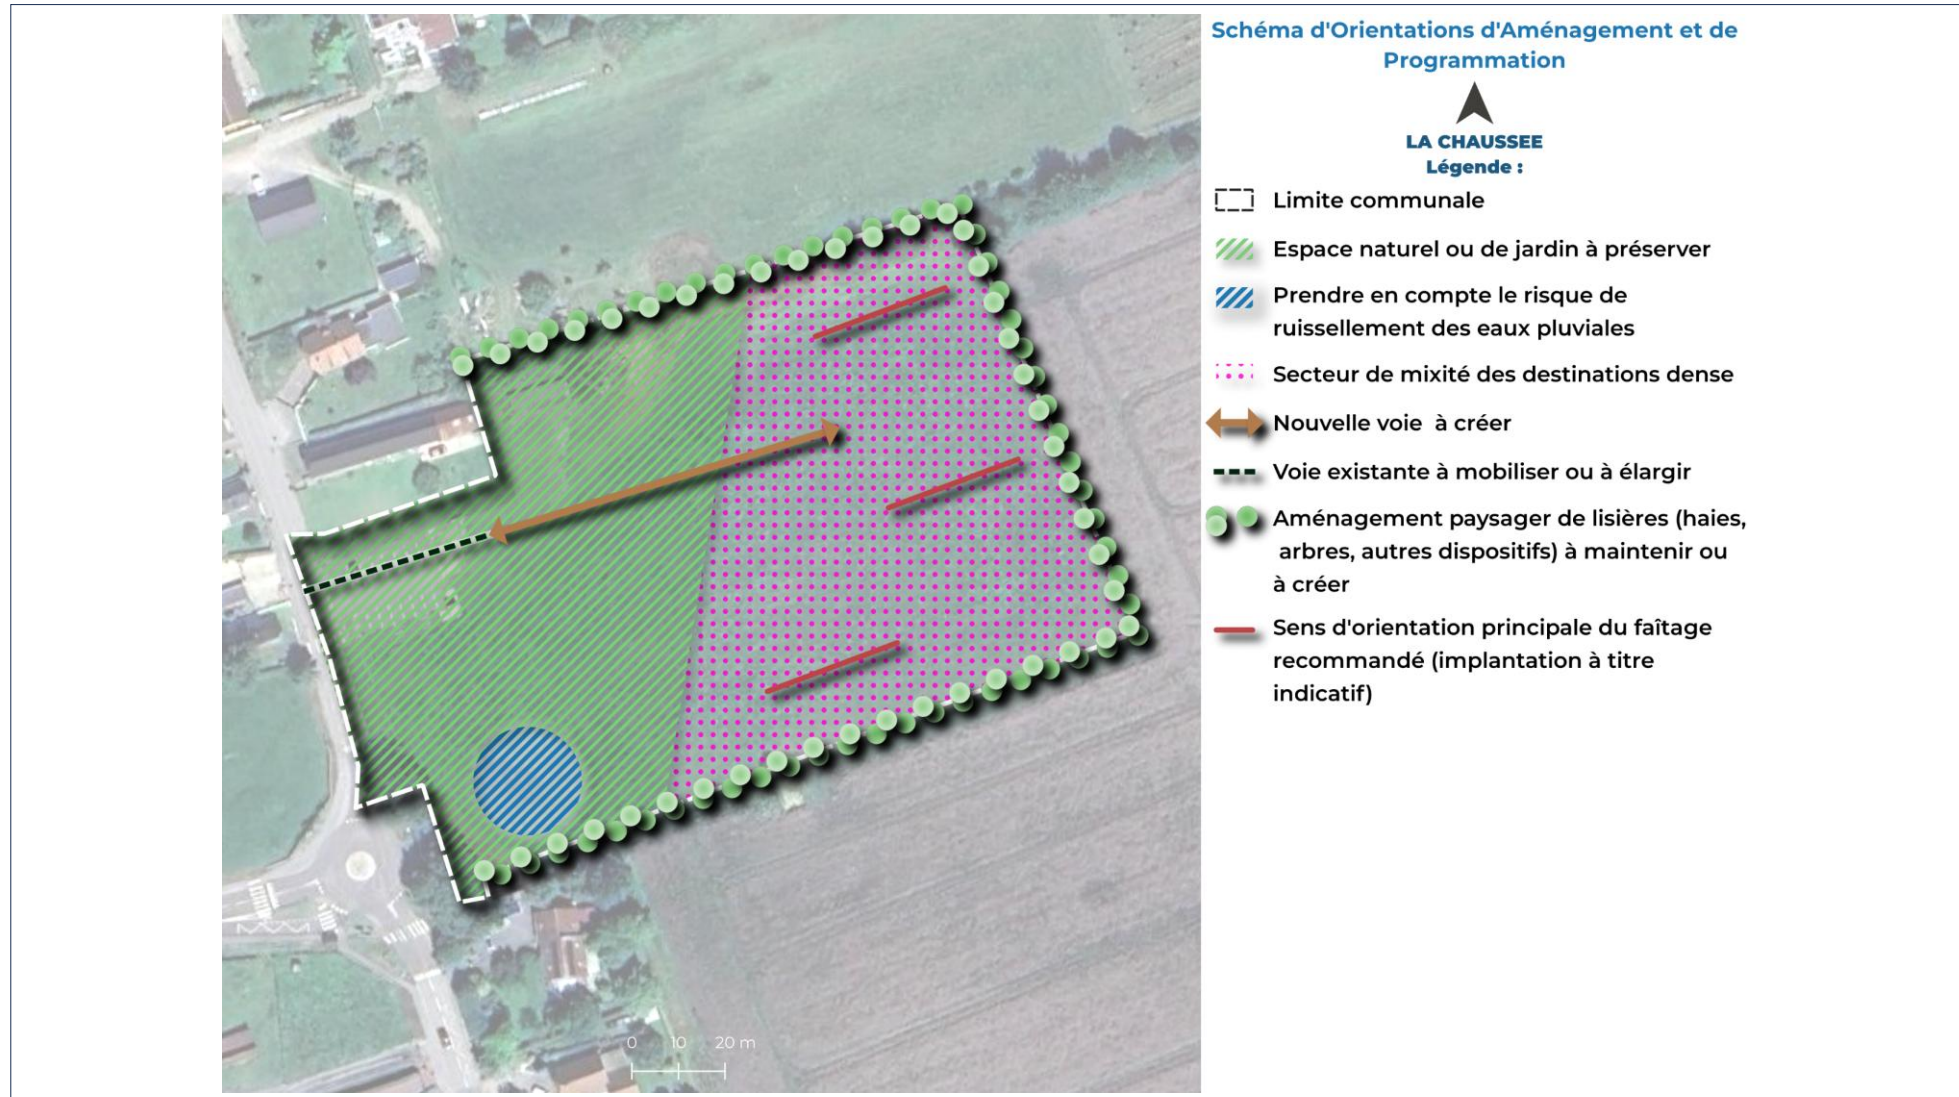 Schéma d'Orientations d'Aménagement et de
Programmation
LA CHAUSSEE
Légende :
Limite communale
Espace naturel ou de jardin à préserver
Prendre en compte le risque de
ruissellement des eaux pluviales
Secteur de mixité des destinations dense
Nouvelle voie à créer
Voie existante à mobiliser ou à élargir
Aménagement paysager de lisières (haies,
arbres, autres dispositifs) à maintenir ou
à créer
Sens d'orientation principale du faîtage
recommandé (implantation à titre
indicatif)
0 10 20 m